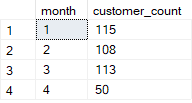 month customer_count
1 1 115
2 2 108
3 3 113
4 4 50